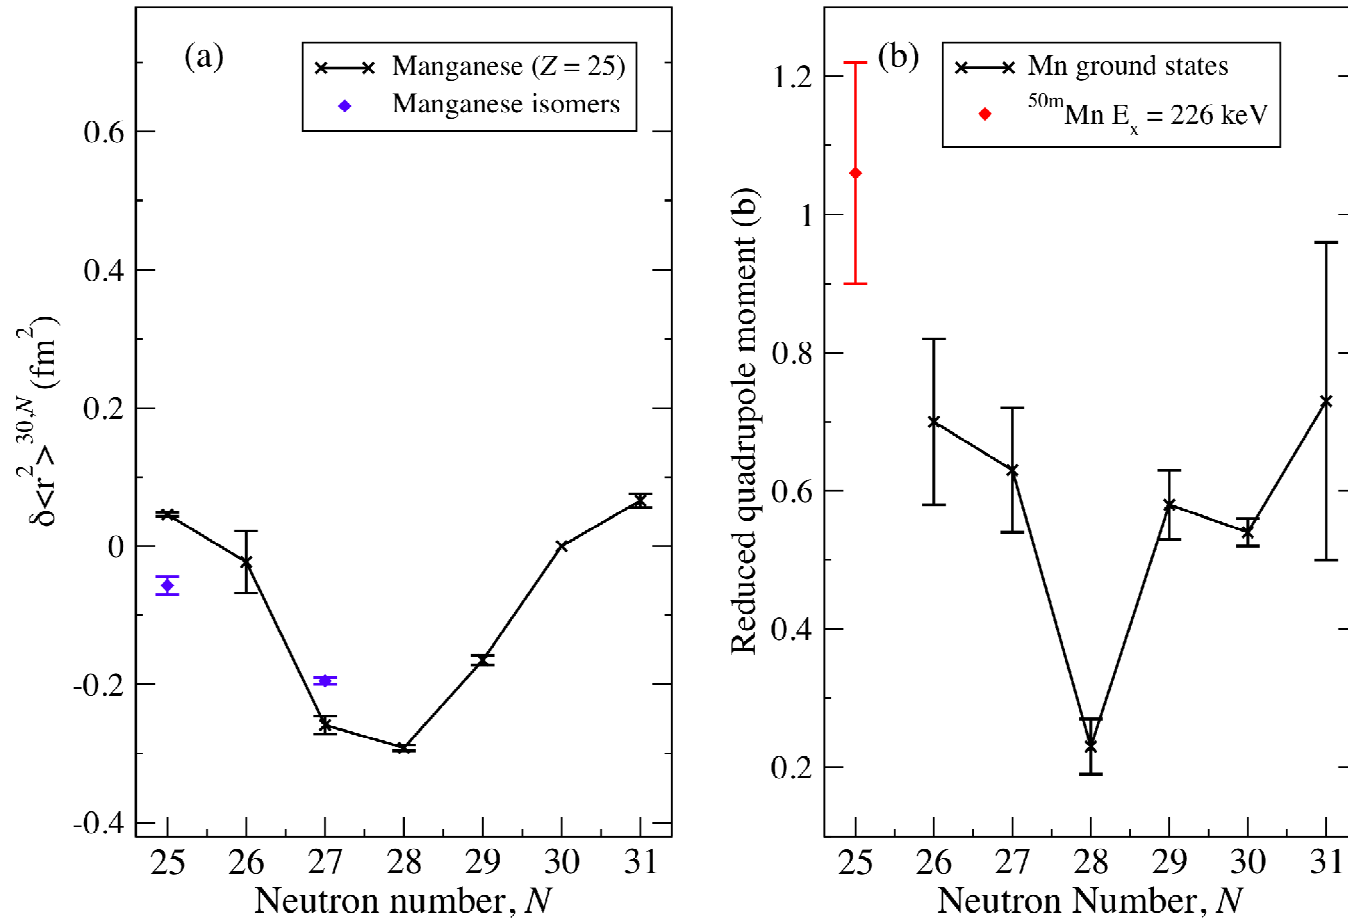 (a)
Manganese (Z = 25)
Manganese isomers
0.6
0.4
0.2
0
-0.2
-0.4
δ<r²>³⁰,ᴺ (fm²)
25 26 27 28 29 30 31
Neutron number, N
(b)
Mn ground states
⁵⁰ᵐMn Eₓ = 226 keV
1.2
1
0.8
0.6
0.4
0.2
Reduced quadrupole moment (b)
25 26 27 28 29 30 31
Neutron Number, N